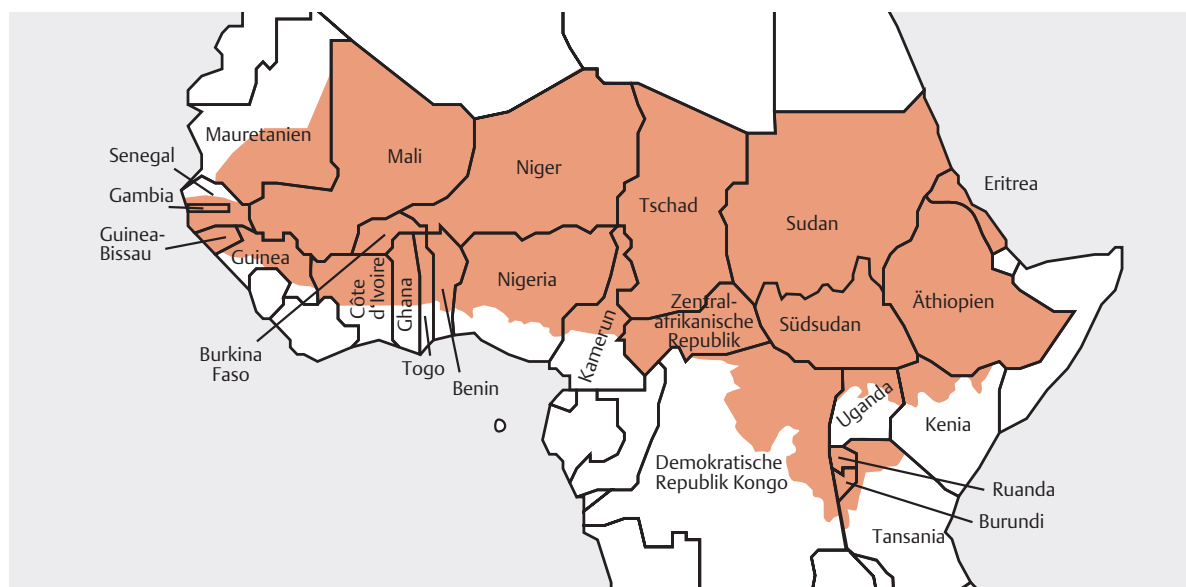 Mauretanien
Senegal
Gambia
Guinea-
Bissau
Guinea
Mali
Niger
Tschad
Sudan
Eritrea
Côte
d'Ivoire
Ghana
Nigeria
Kamerun
Zentral-
afrikanische
Republik
Südsudan
Äthiopien
Burkina
Faso
Togo
Benin
Uganda
Kenia
Demokratische
Republik Kongo
Ruanda
Burundi
Tansania